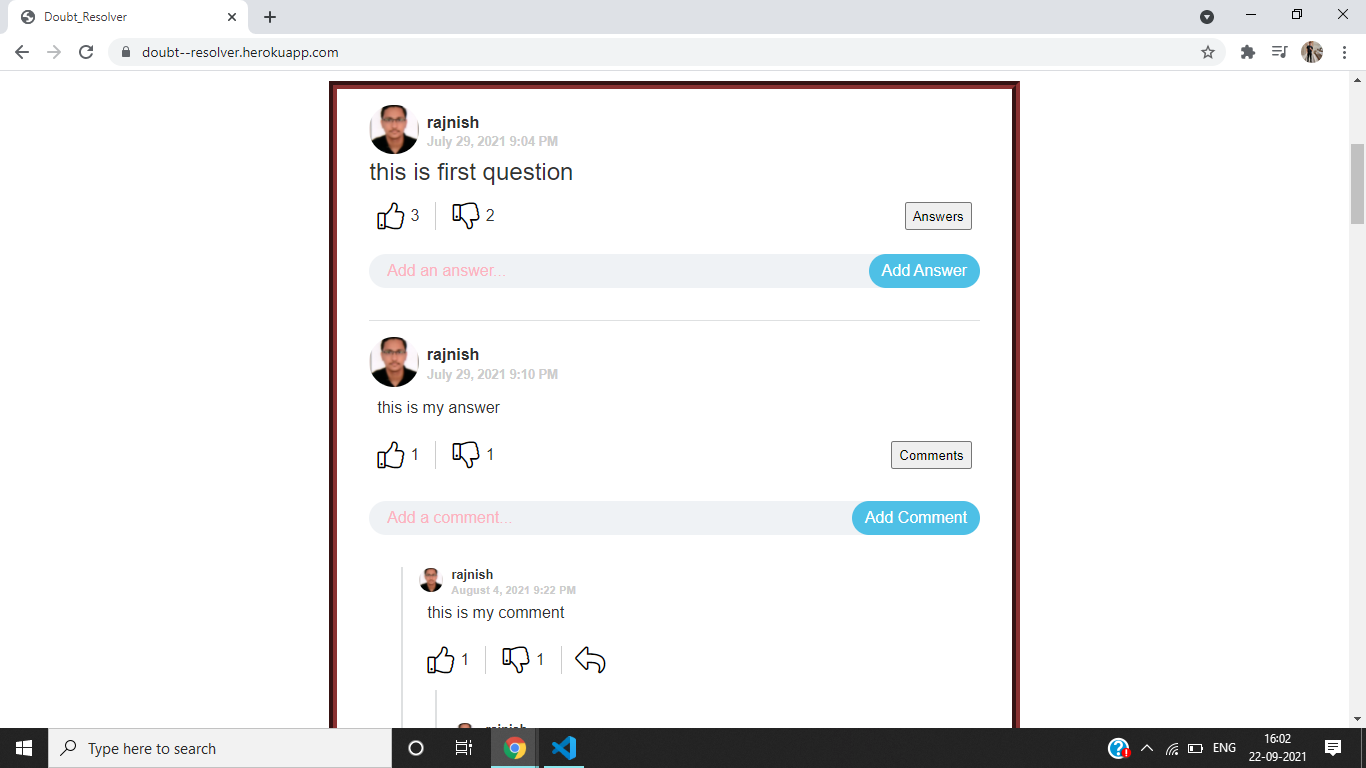 Doubt_Resolver
doubt--resolver.herokuapp.com
rajnish
July 29, 2021 9:04 PM
this is first question
3 2 Answers
Add an answer... Add Answer
rajnish
July 29, 2021 9:10 PM
this is my answer
1 1 Comments
Add a comment... Add Comment
rajnish
August 4, 2021 9:22 PM
this is my comment
1 1
rajnish
Type here to search
ENG
16:02
22-09-2021